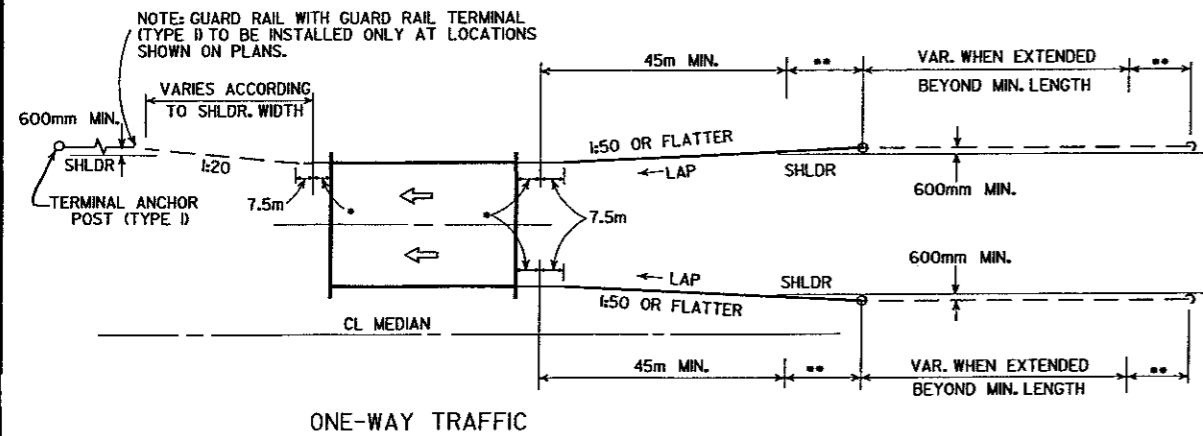 NOTE: GUARD RAIL WITH GUARD RAIL TERMINAL
(TYPE I) TO BE INSTALLED ONLY AT LOCATIONS
SHOWN ON PLANS.
45m MIN.
**
VAR. WHEN EXTENDED
BEYOND MIN. LENGTH
**
VARIES ACCORDING
TO SHLDR. WIDTH
600mm MIN.
SHLDR
1:20
1:50 OR FLATTER
LAP
SHLDR
600mm MIN.
TERMINAL ANCHOR
POST (TYPE I)
7.5m
*
*
7.5m
600mm MIN.
LAP
SHLDR
1:50 OR FLATTER
CL MEDIAN
45m MIN.
**
VAR. WHEN EXTENDED
BEYOND MIN. LENGTH
**
ONE-WAY TRAFFIC